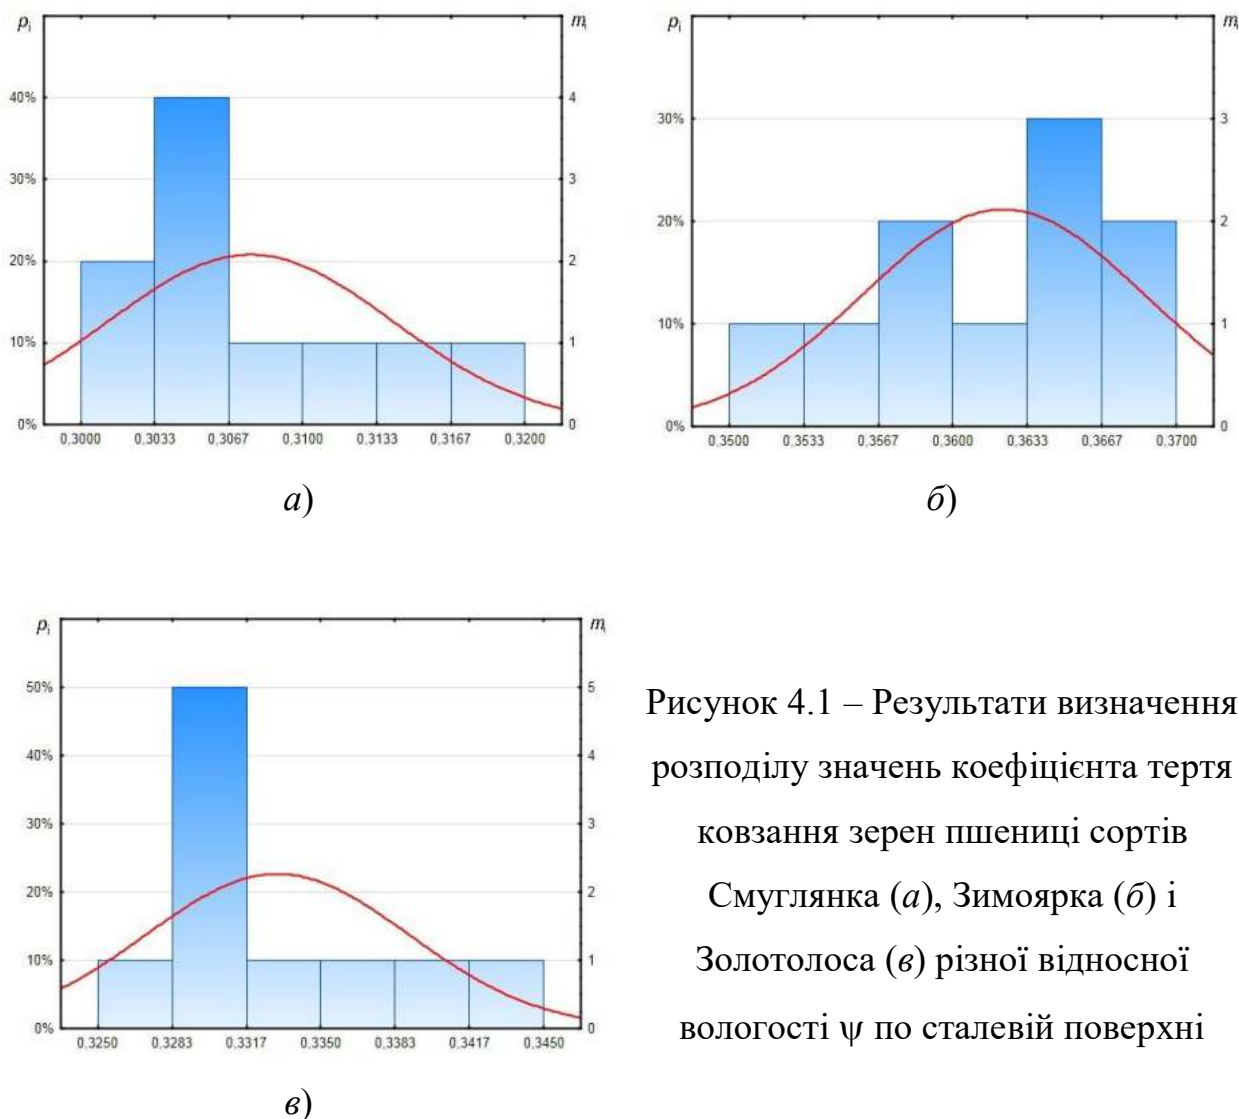 pᵢ mᵢ
40% 4
30% 3
20% 2
10% 1
0% 0
0,3000 0,3033 0,3067 0,3100 0,3133 0,3167 0,3200
а)
pᵢ mᵢ
30% 3
20% 2
10% 1
0% 0
0,3500 0,3533 0,3567 0,3600 0,3633 0,3667 0,3700
б)
pᵢ mᵢ
50% 5
40% 4
30% 3
20% 2
10% 1
0% 0
0,3250 0,3283 0,3317 0,3350 0,3383 0,3417 0,3450
в)
Рисунок 4.1 – Результати визначення
розподілу значень коефіцієнта тертя
ковзання зерен пшениці сортів
Смуглянка (а), Зимоярка (б) і
Золотолоса (в) різної відносної
вологості ψ по сталевій поверхні